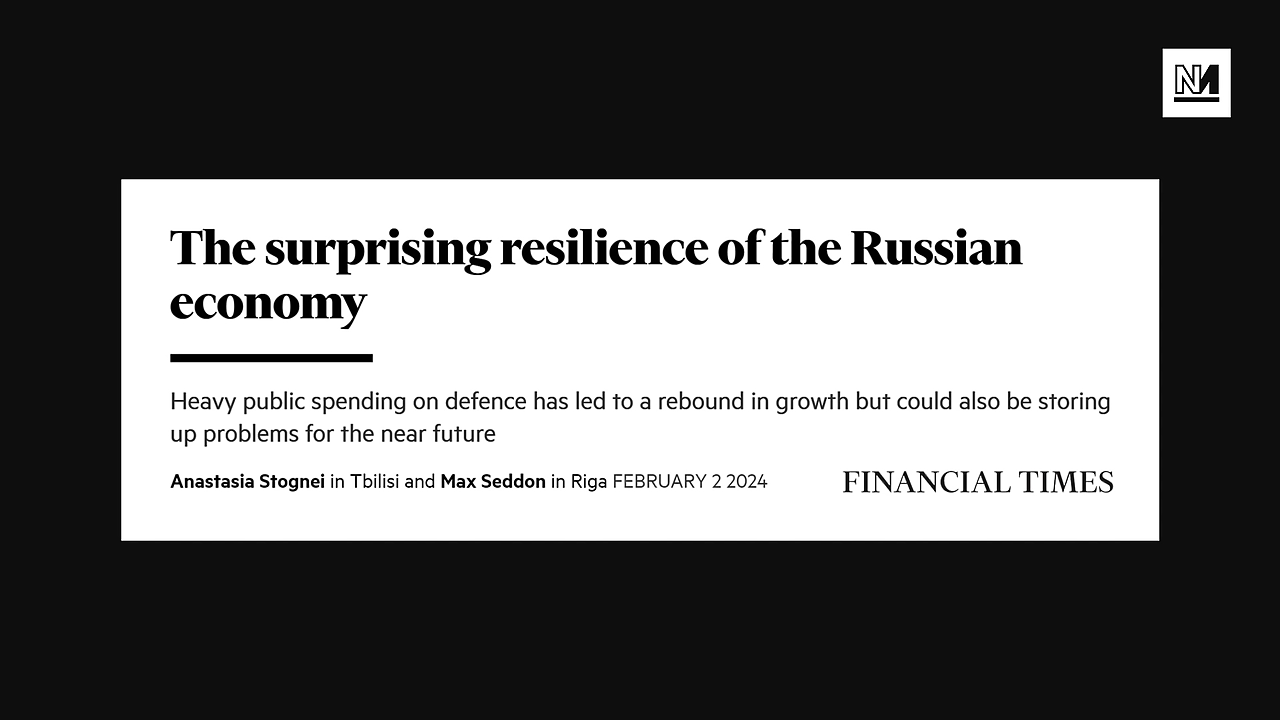 NM
The surprising resilience of the Russian
economy
Heavy public spending on defence has led to a rebound in growth but could also be storing
up problems for the near future
Anastasia Stognei in Tbilisi and Max Seddon in Riga FEBRUARY 2 2024
FINANCIAL TIMES